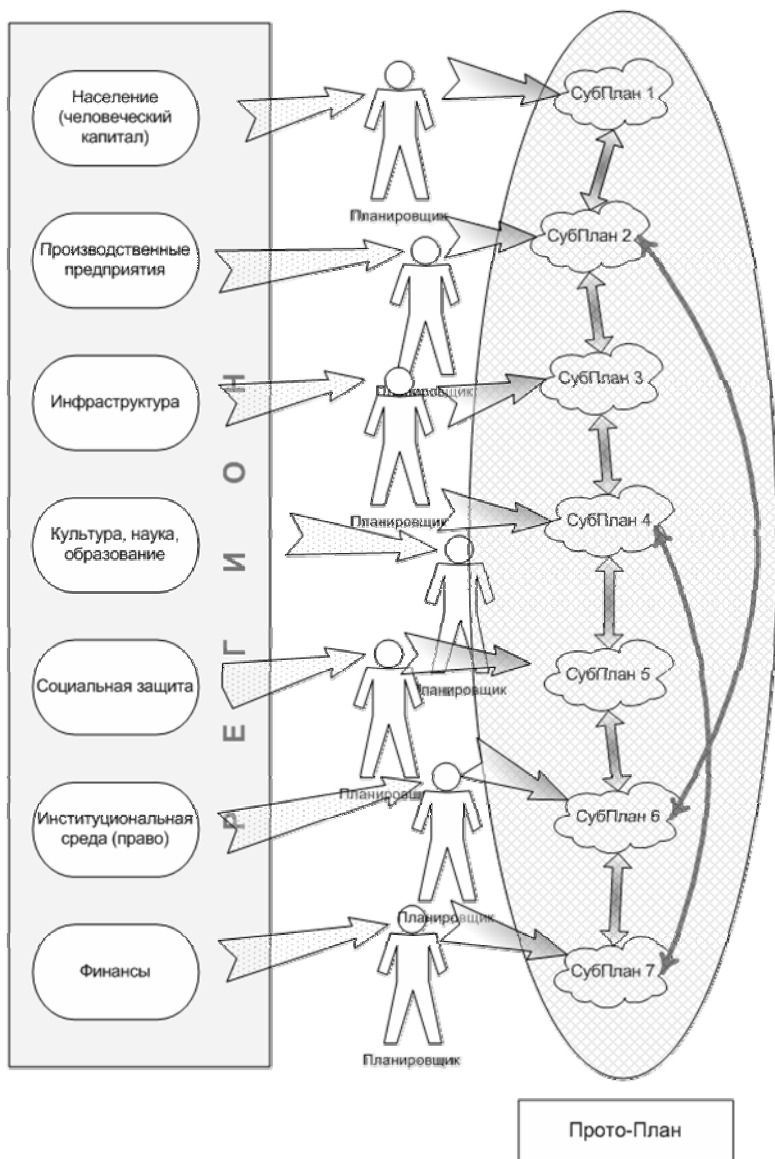 Население
(человеческий
капитал)
Планировщик
СубПлан 1
Производственные
предприятия
СубПлан 2
Инфраструктура
Планировщик
СубПлан 3
Культура, наука,
образование
Планировщик
СубПлан 4
Социальная защита
Планировщик
СубПлан 5
Институциональная
среда (право)
Планировщик
СубПлан 6
Финансы
Планировщик
СубПлан 7
Планировщик
РЕГИОН
Прото-План